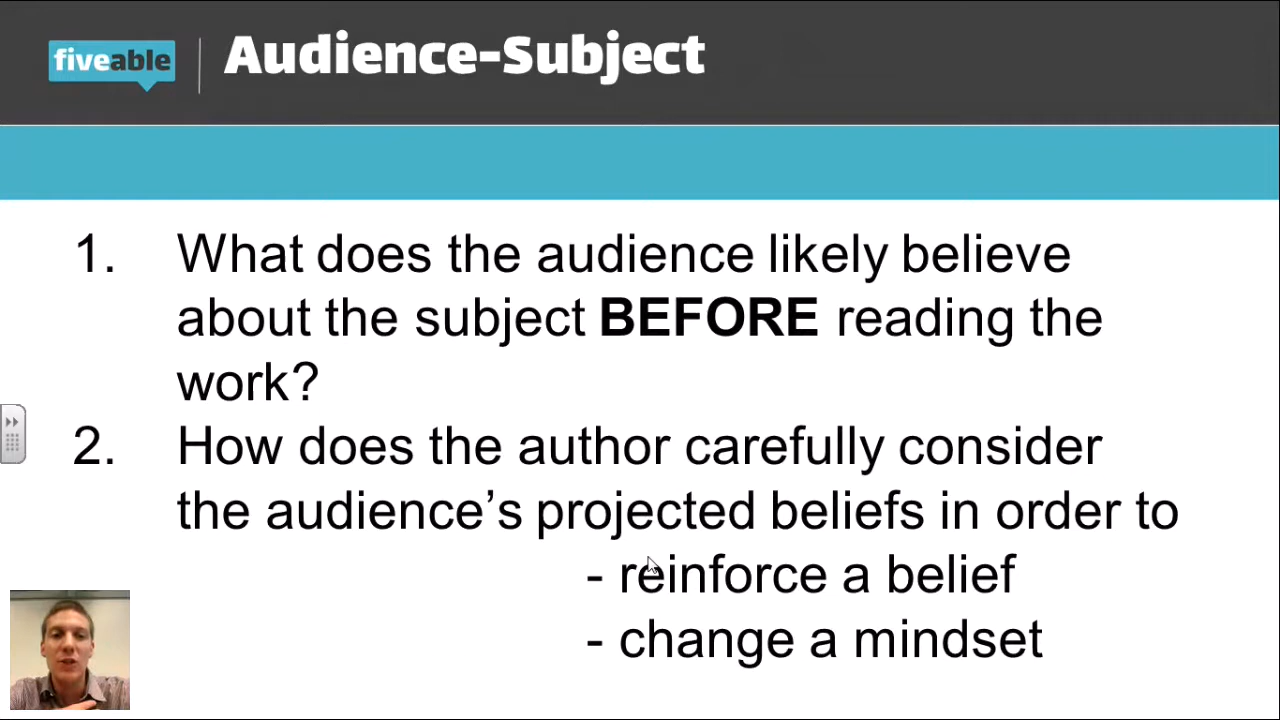 fiveable
Audience-Subject
1. What does the audience likely believe
about the subject BEFORE reading the
work?
2. How does the author carefully consider
the audience’s projected beliefs in order to
- reinforce a belief
- change a mindset